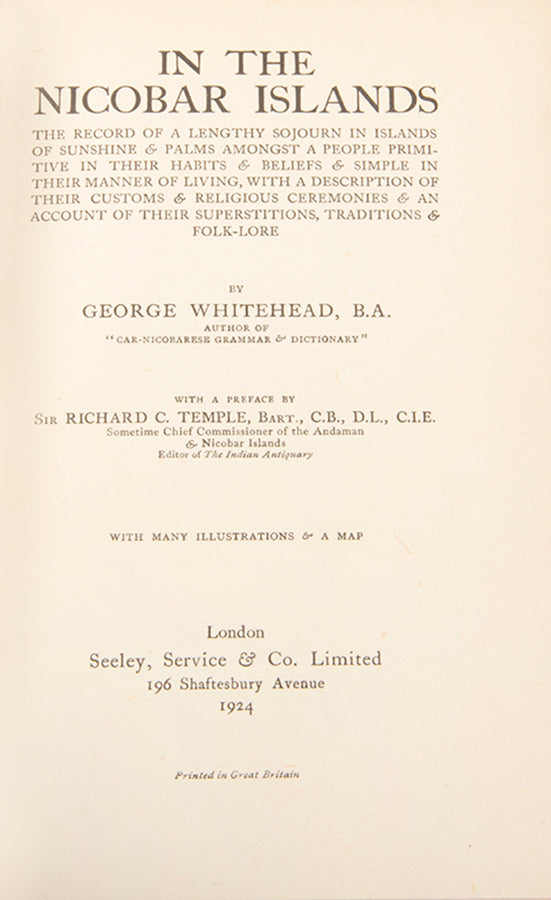 IN THE
NICOBAR ISLANDS
THE RECORD OF A LENGTHY SOJOURN IN ISLANDS
OF SUNSHINE & PALMS AMONGST A PEOPLE PRIMI-
TIVE IN THEIR HABITS & BELIEFS & SIMPLE IN
THEIR MANNER OF LIVING, WITH A DESCRIPTION OF
THEIR CUSTOMS & RELIGIOUS CEREMONIES & AN
ACCOUNT OF THEIR SUPERSTITIONS, TRADITIONS &
FOLK-LORE
BY
GEORGE WHITEHEAD, B.A.
AUTHOR OF
"CAR-NICOBARESE GRAMMAR & DICTIONARY"
WITH A PREFACE BY
SIR RICHARD C. TEMPLE, BART., C.B., D.L., C.I.E.
Sometime Chief Commissioner of the Andaman
& Nicobar Islands
Editor of The Indian Antiquary
WITH MANY ILLUSTRATIONS & A MAP
London
Seeley, Service & Co. Limited
196 Shaftesbury Avenue
1924
Printed in Great Britain